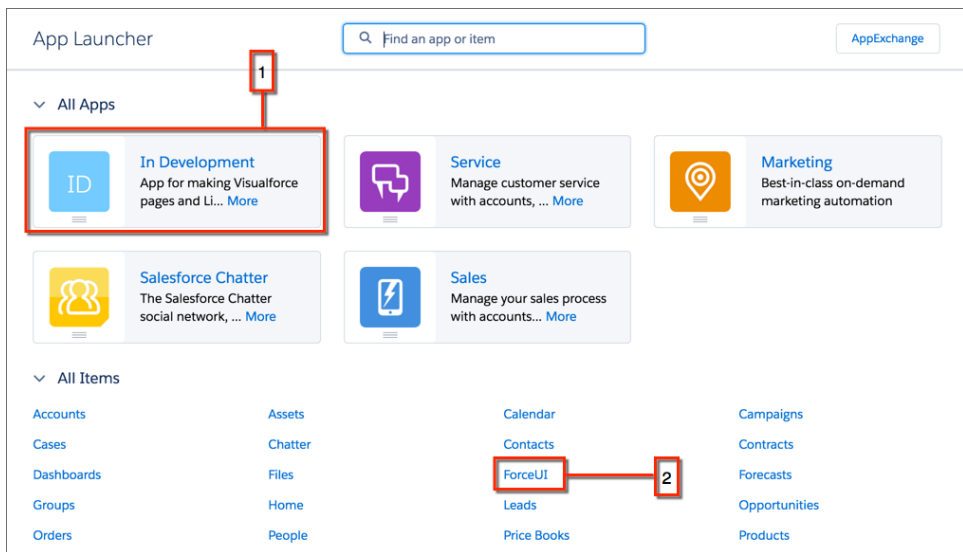 App Launcher
Find an app or item
AppExchange
1
All Apps
ID
In Development
App for making Visualforce
pages and Li... More
Service
Manage customer service
with accounts, ... More
Marketing
Best-in-class on-demand
marketing automation
Salesforce Chatter
The Salesforce Chatter
social network, ... More
Sales
Manage your sales process
with accounts... More
All Items
Accounts
Assets
Calendar
Campaigns
Cases
Chatter
Contacts
Contracts
Dashboards
Files
ForceUI
2
Forecasts
Groups
Home
Leads
Opportunities
Orders
People
Price Books
Products